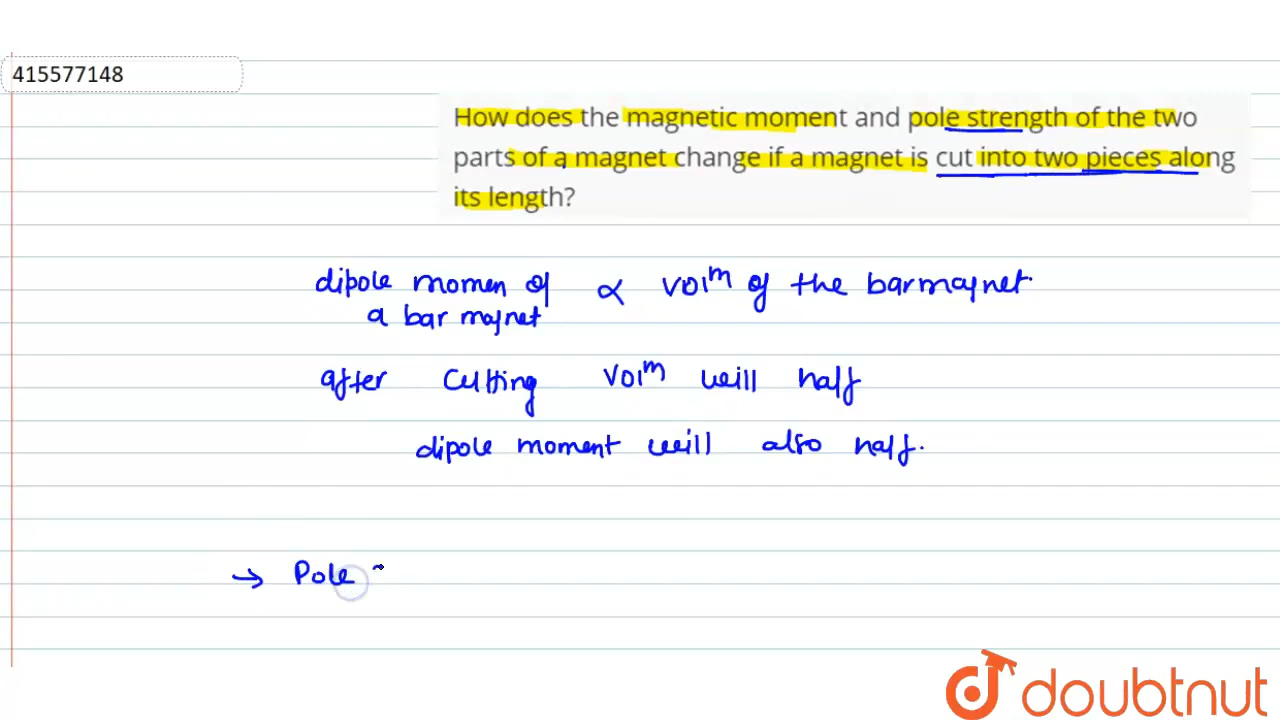 415577148
How does the magnetic moment and pole strength of the two
parts of a magnet change if a magnet is cut into two pieces along
its length?
dipole momen of ∝ volm of the barmagnet.
a bar magnet
after cutting volm will half
dipole moment will also half.
→ Pole
doubtnut